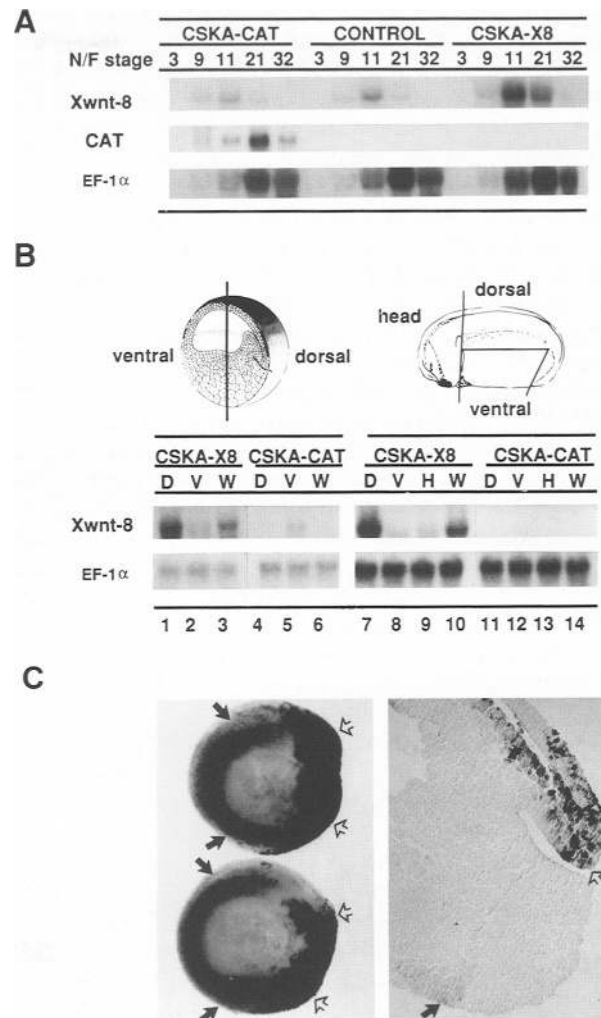 A
CSKA-CAT CONTROL CSKA-X8
N/F stage 3 9 11 21 32 3 9 11 21 32 3 9 11 21 32
Xwnt-8
CAT
EF-1α
B
dorsal
head
ventral dorsal
ventral
CSKA-X8 CSKA-CAT CSKA-X8 CSKA-CAT
D V W D V W D V H W D V H W
Xwnt-8
EF-1α
1 2 3 4 5 6 7 8 9 10 11 12 13 14
C